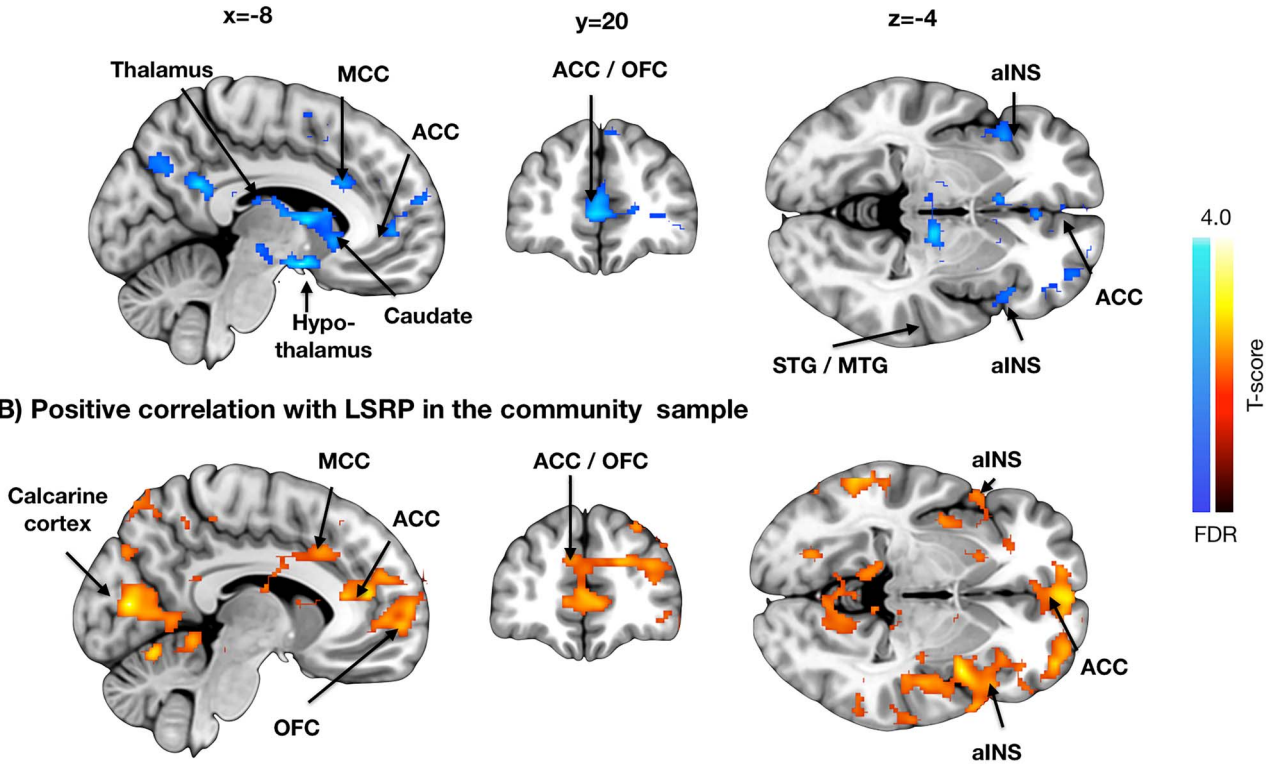 x=-8
y=20
z=-4
Thalamus
MCC
ACC
ACC / OFC
aINS
Hypo-
thalamus
Caudate
STG / MTG
aINS
ACC
4.0
T-score
FDR
B) Positive correlation with LSRP in the community sample
Calcarine
cortex
MCC
ACC
OFC
ACC / OFC
aINS
ACC
aINS